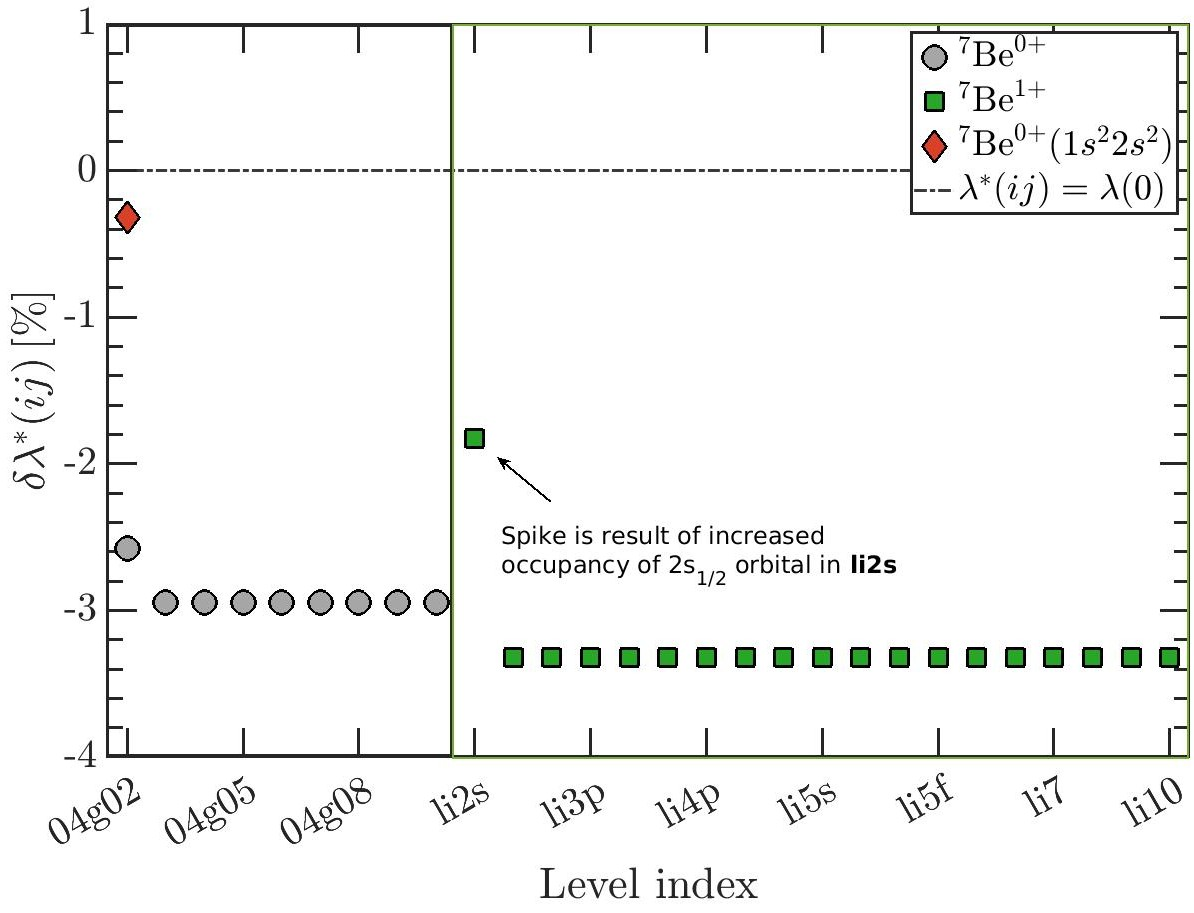 1
0
-1
-2
-3
-4
δλ*(ij) [%]
⁷Be⁰⁺
⁷Be¹⁺
⁷Be⁰⁺(1s²2s²)
λ*(ij) = λ(0)
Spike is result of increased
occupancy of 2s₁/₂ orbital in li2s
04g02 04g05 04g08 li2s li3p li4p li5s li5f li7 li10
Level index